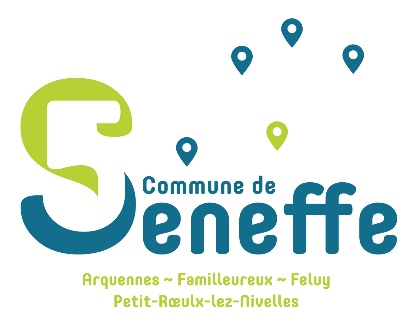 Commune de
Seneffe
Arquennes ~ Familleureux ~ Feluy
Petit-Rœulx-lez-Nivelles